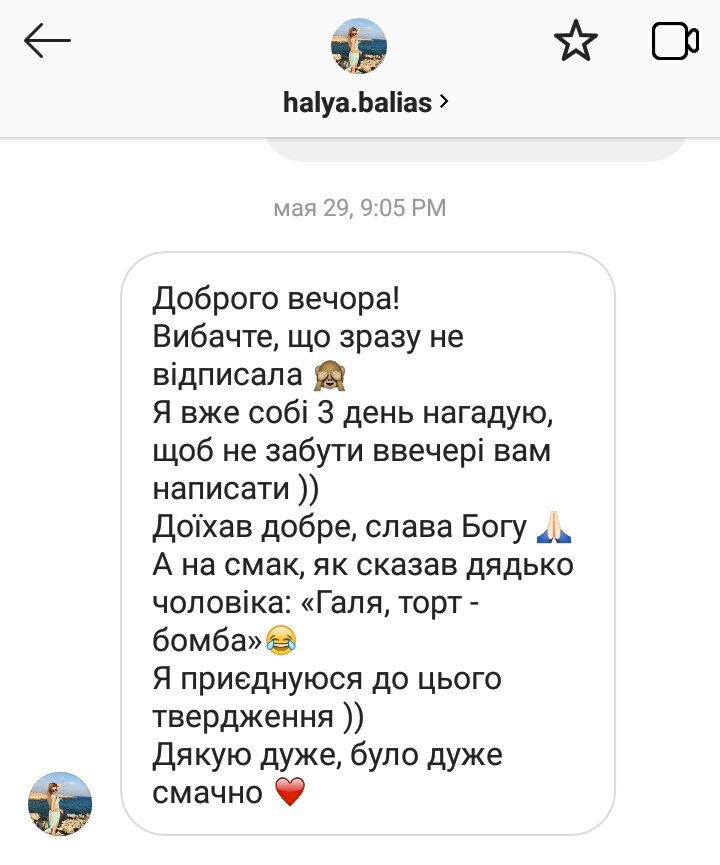 halya.balias
мая 29, 9:05 PM
Доброго вечора!
Вибачте, що зразу не
відписала 🙈
Я вже собі 3 день нагадую,
щоб не забути ввечері вам
написати ))
Доїхав добре, слава Богу 🙏🏻
А на смак, як сказав дядько
чоловіка: «Галя, торт -
бомба»😂
Я приєднуюся до цього
твердження ))
Дякую дуже, було дуже
смачно ❤️